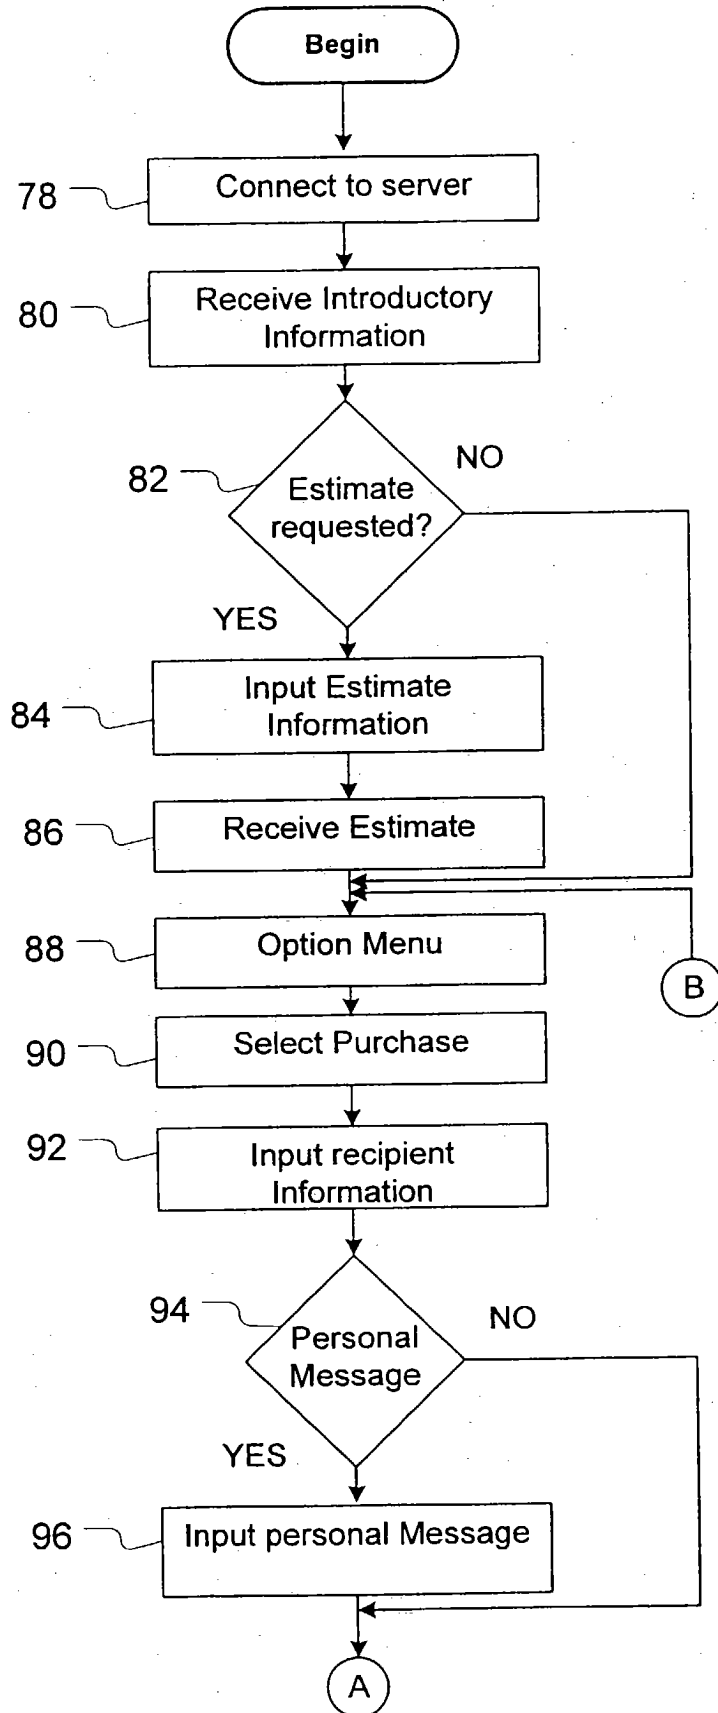 Begin
78
Connect to server
80
Receive Introductory
Information
82
Estimate
requested?
NO
YES
84
Input Estimate
Information
86
Receive Estimate
88
Option Menu
B
90
Select Purchase
92
Input recipient
Information
94
Personal
Message
NO
YES
96
Input personal Message
A